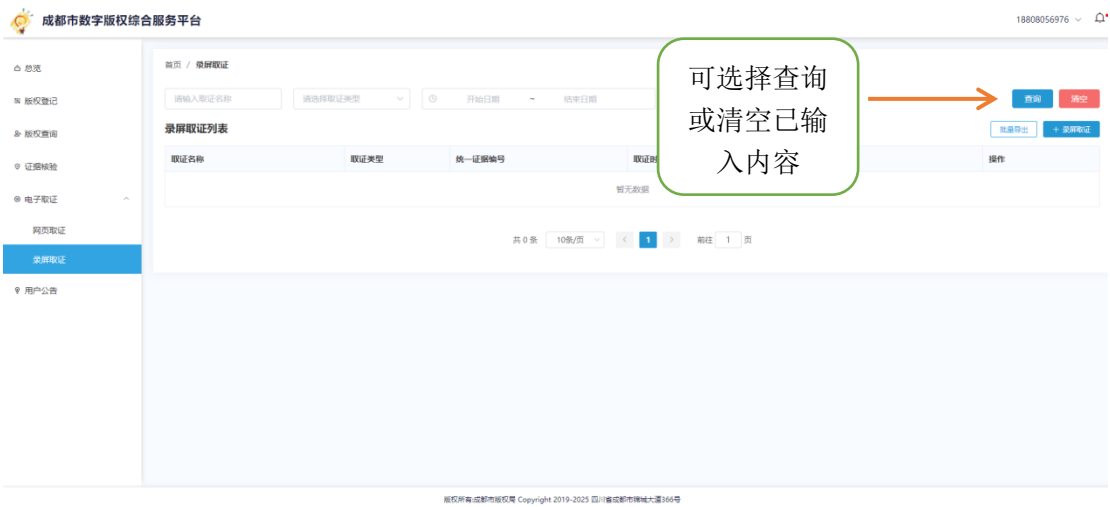 成都市数字版权综合服务平台
18808056976
总览
版权登记
版权查询
证据核验
电子取证
网页取证
录屏取证
用户公告
首页 / 录屏取证
请输入取证名称 请选择取证类型 开始日期 - 结束日期
查询 清空
可选择查询
或清空已输
入内容
录屏取证列表
批量导出 + 录屏取证
取证名称 取证类型 统一证据编号 取证时 操作
暂无数据
共 0 条 10条/页 1 前往 1 页
版权所有:成都市版权局 Copyright 2019-2025 四川省成都市锦城大道366号